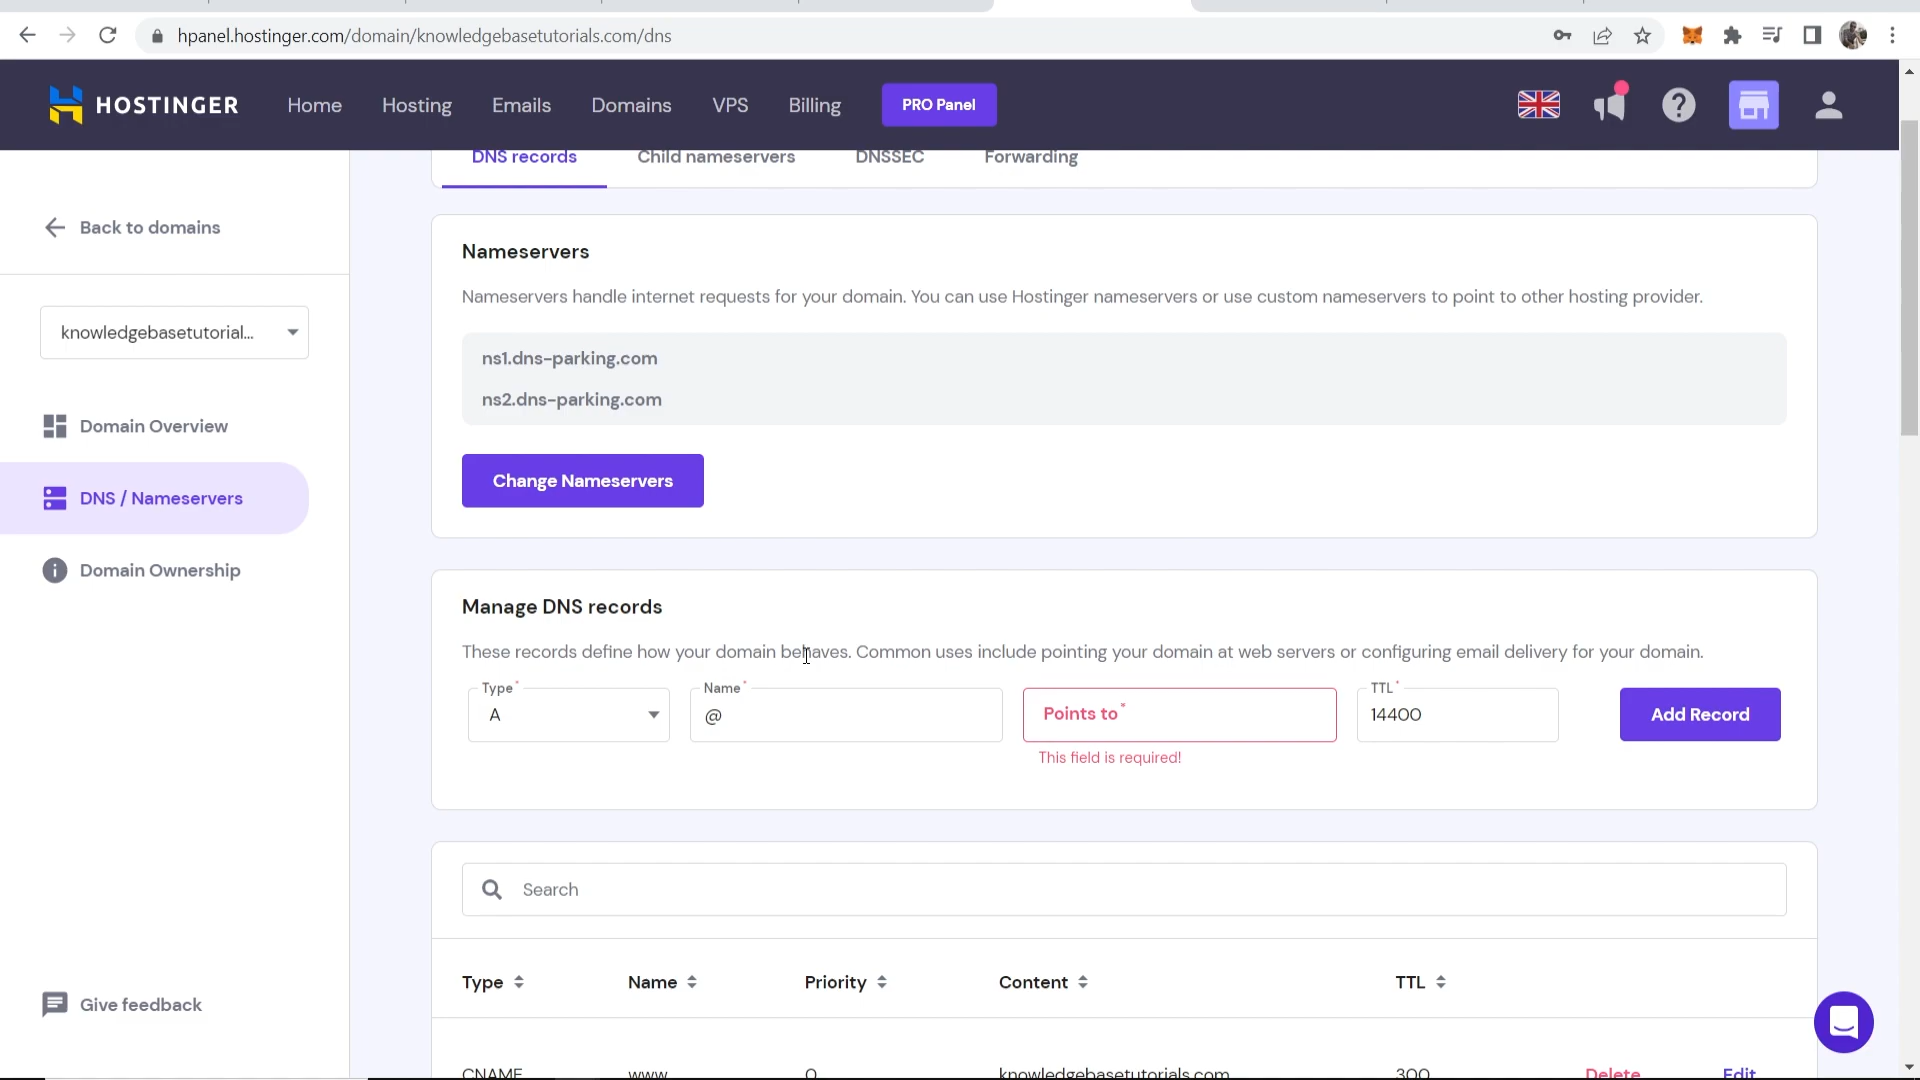 hpanel.hostinger.com/domain/knowledgebasetutorials.com/dns
HOSTINGER
Home
Hosting
Emails
Domains
VPS
Billing
PRO Panel
DNS records
Child nameservers
DNSSEC
Forwarding
Back to domains
Nameservers
Nameservers handle internet requests for your domain. You can use Hostinger nameservers or use custom nameservers to point to other hosting provider.
knowledgebasetutorial...
ns1.dns-parking.com
ns2.dns-parking.com
Domain Overview
Change Nameservers
DNS / Nameservers
Domain Ownership
Manage DNS records
These records define how your domain behaves. Common uses include pointing your domain at web servers or configuring email delivery for your domain.
Type*
A
Name*
@
Points to*
TTL*
14400
Add Record
This field is required!
Search
Type
Name
Priority
Content
TTL
Give feedback
CNAME
www
0
knowledgebasetutorials.com
300
Delete
Edit